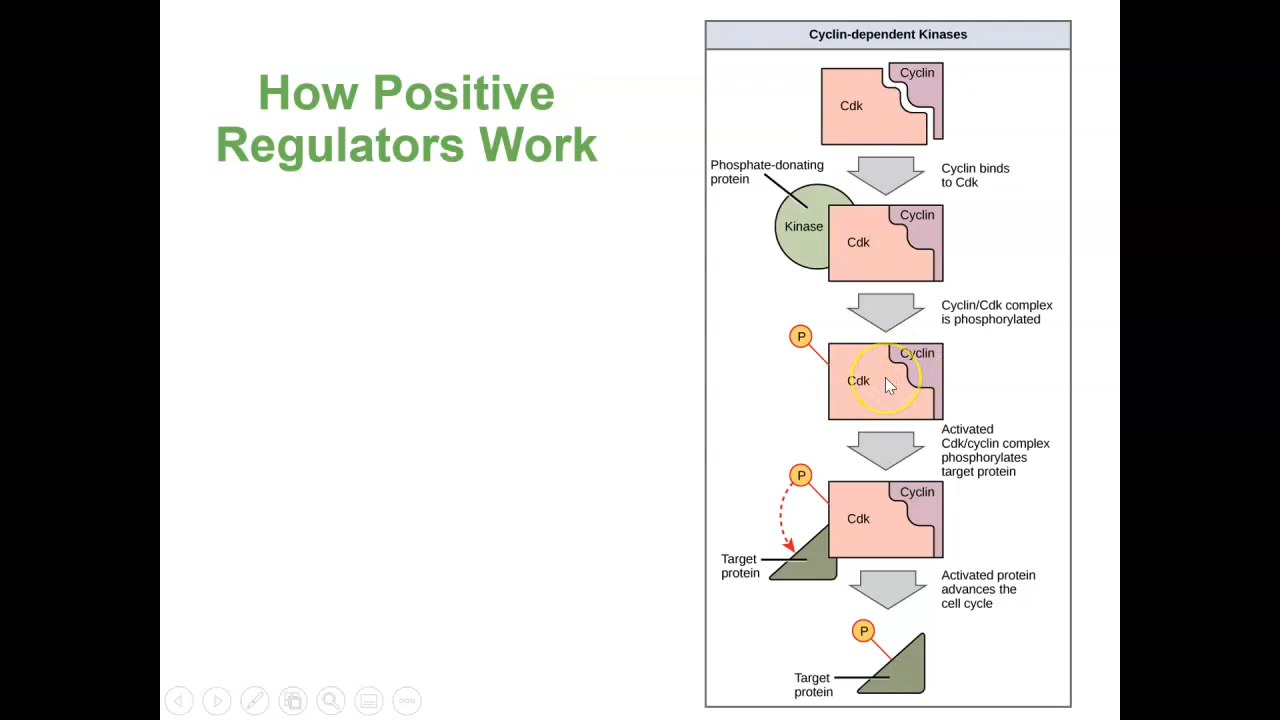 How Positive
Regulators Work
Cyclin-dependent Kinases
Cyclin
Cdk
Phosphate-donating
protein
Cyclin binds
to Cdk
Kinase
Cyclin
Cdk
Cyclin/Cdk complex
is phosphorylated
P
Cyclin
Cdk
Activated
Cdk/cyclin complex
phosphorylates
target protein
P
Cyclin
Cdk
Target
protein
Activated protein
advances the
cell cycle
P
Target
protein